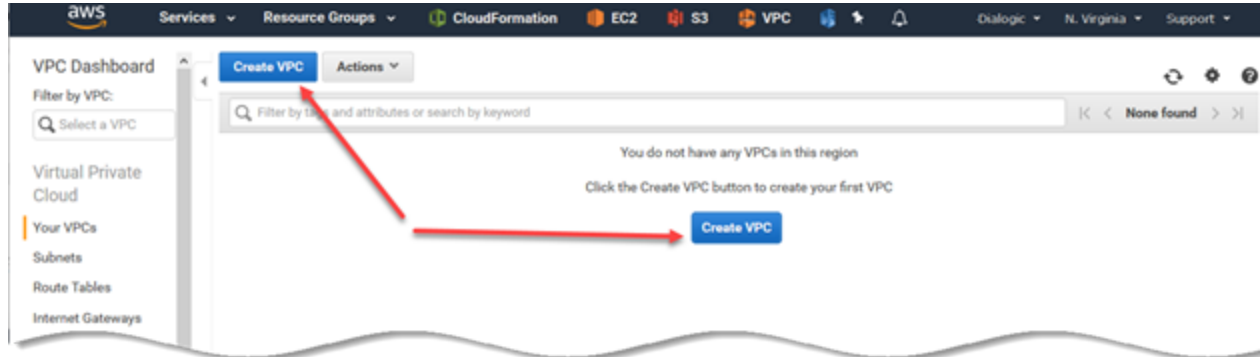 aws Services Resource Groups CloudFormation EC2 S3 VPC Dialogic N. Virginia Support
VPC Dashboard
Create VPC Actions
Filter by VPC:
Select a VPC
Filter by tags and attributes or search by keyword
None found
You do not have any VPCs in this region
Click the Create VPC button to create your first VPC
Create VPC
Virtual Private
Cloud
Your VPCs
Subnets
Route Tables
Internet Gateways